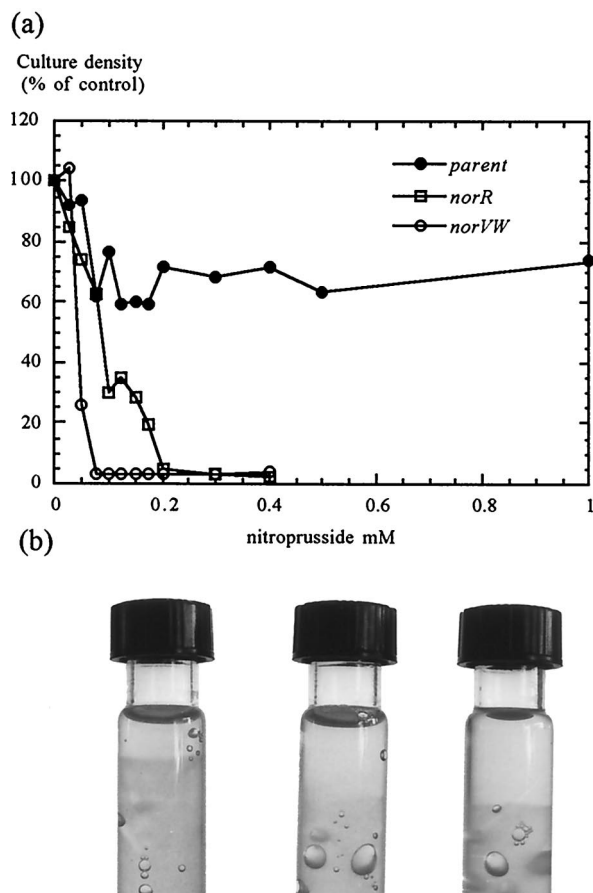 (a)
Culture density
(% of control)
120
100
80
60
40
20
0
parent
norR
norVW
0 0.2 0.4 0.6 0.8 1
nitroprusside mM
(b)